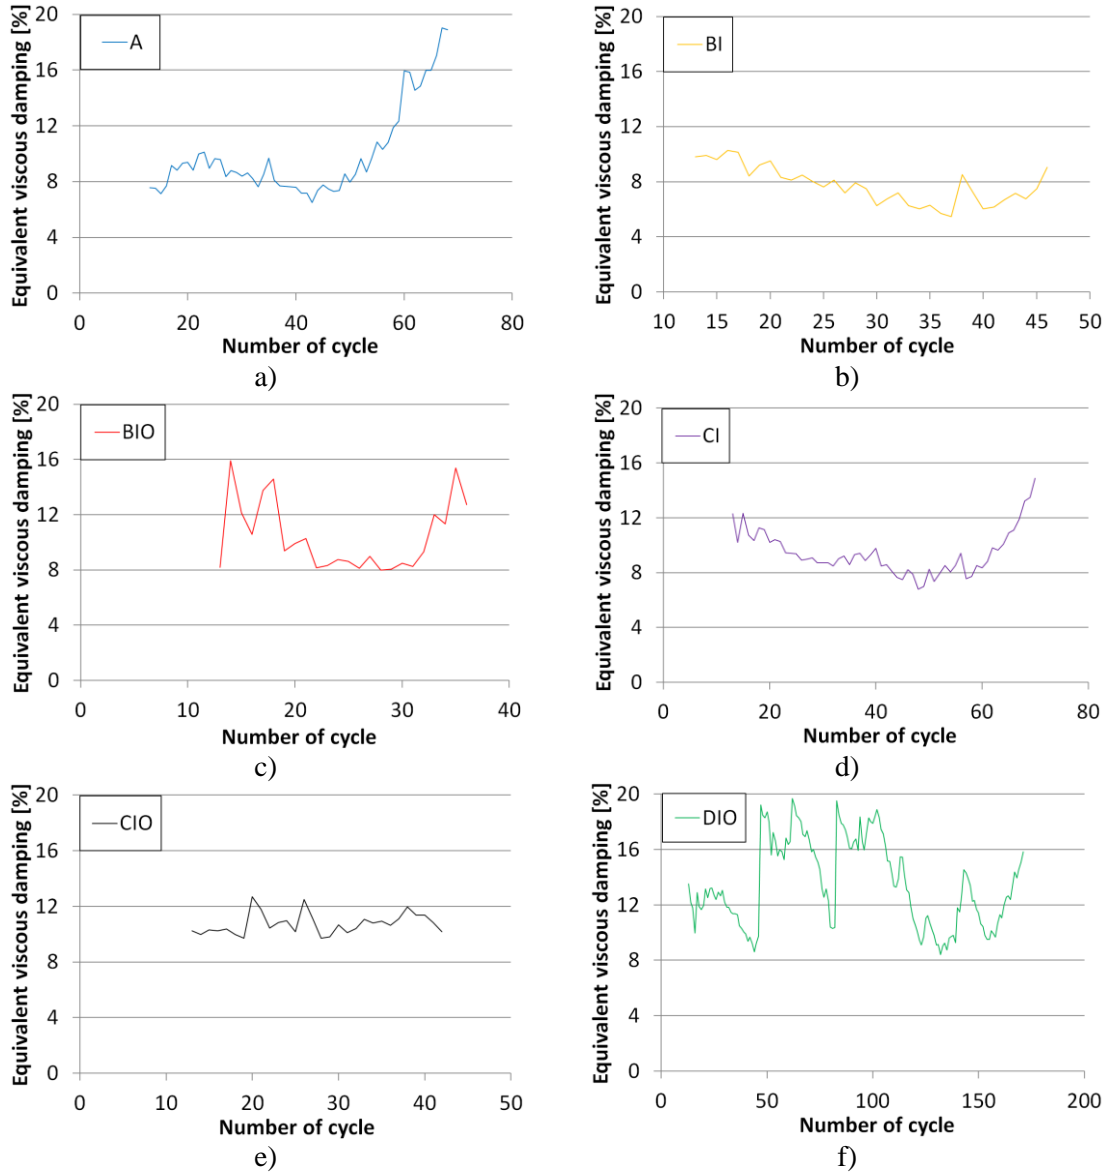 Equivalent viscous damping [%]
20
16
12
8
4
0
A
0 20 40 60 80
Number of cycle
a)
Equivalent viscous damping [%]
20
16
12
8
4
0
BI
10 15 20 25 30 35 40 45 50
Number of cycle
b)
Equivalent viscous damping [%]
20
16
12
8
4
0
BIO
0 10 20 30 40
Number of cycle
c)
Equivalent viscous damping [%]
20
16
12
8
4
0
CI
0 20 40 60 80
Number of cycle
d)
Equivalent viscous damping [%]
20
16
12
8
4
0
CIO
0 10 20 30 40 50
Number of cycle
e)
Equivalent viscous damping [%]
20
16
12
8
4
0
DIO
0 50 100 150 200
Number of cycle
f)